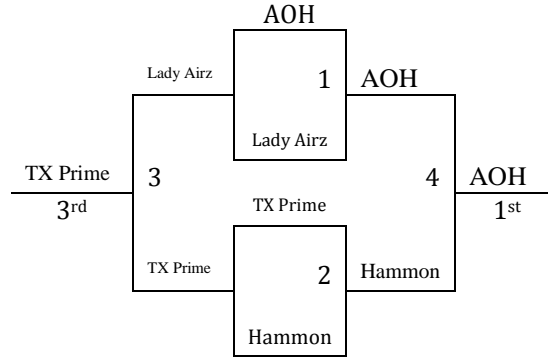 AOH
Lady Airz
1
AOH
Lady Airz
TX Prime
3
TX Prime
4
AOH
3rd
1st
TX Prime
2
Hammon
Hammon